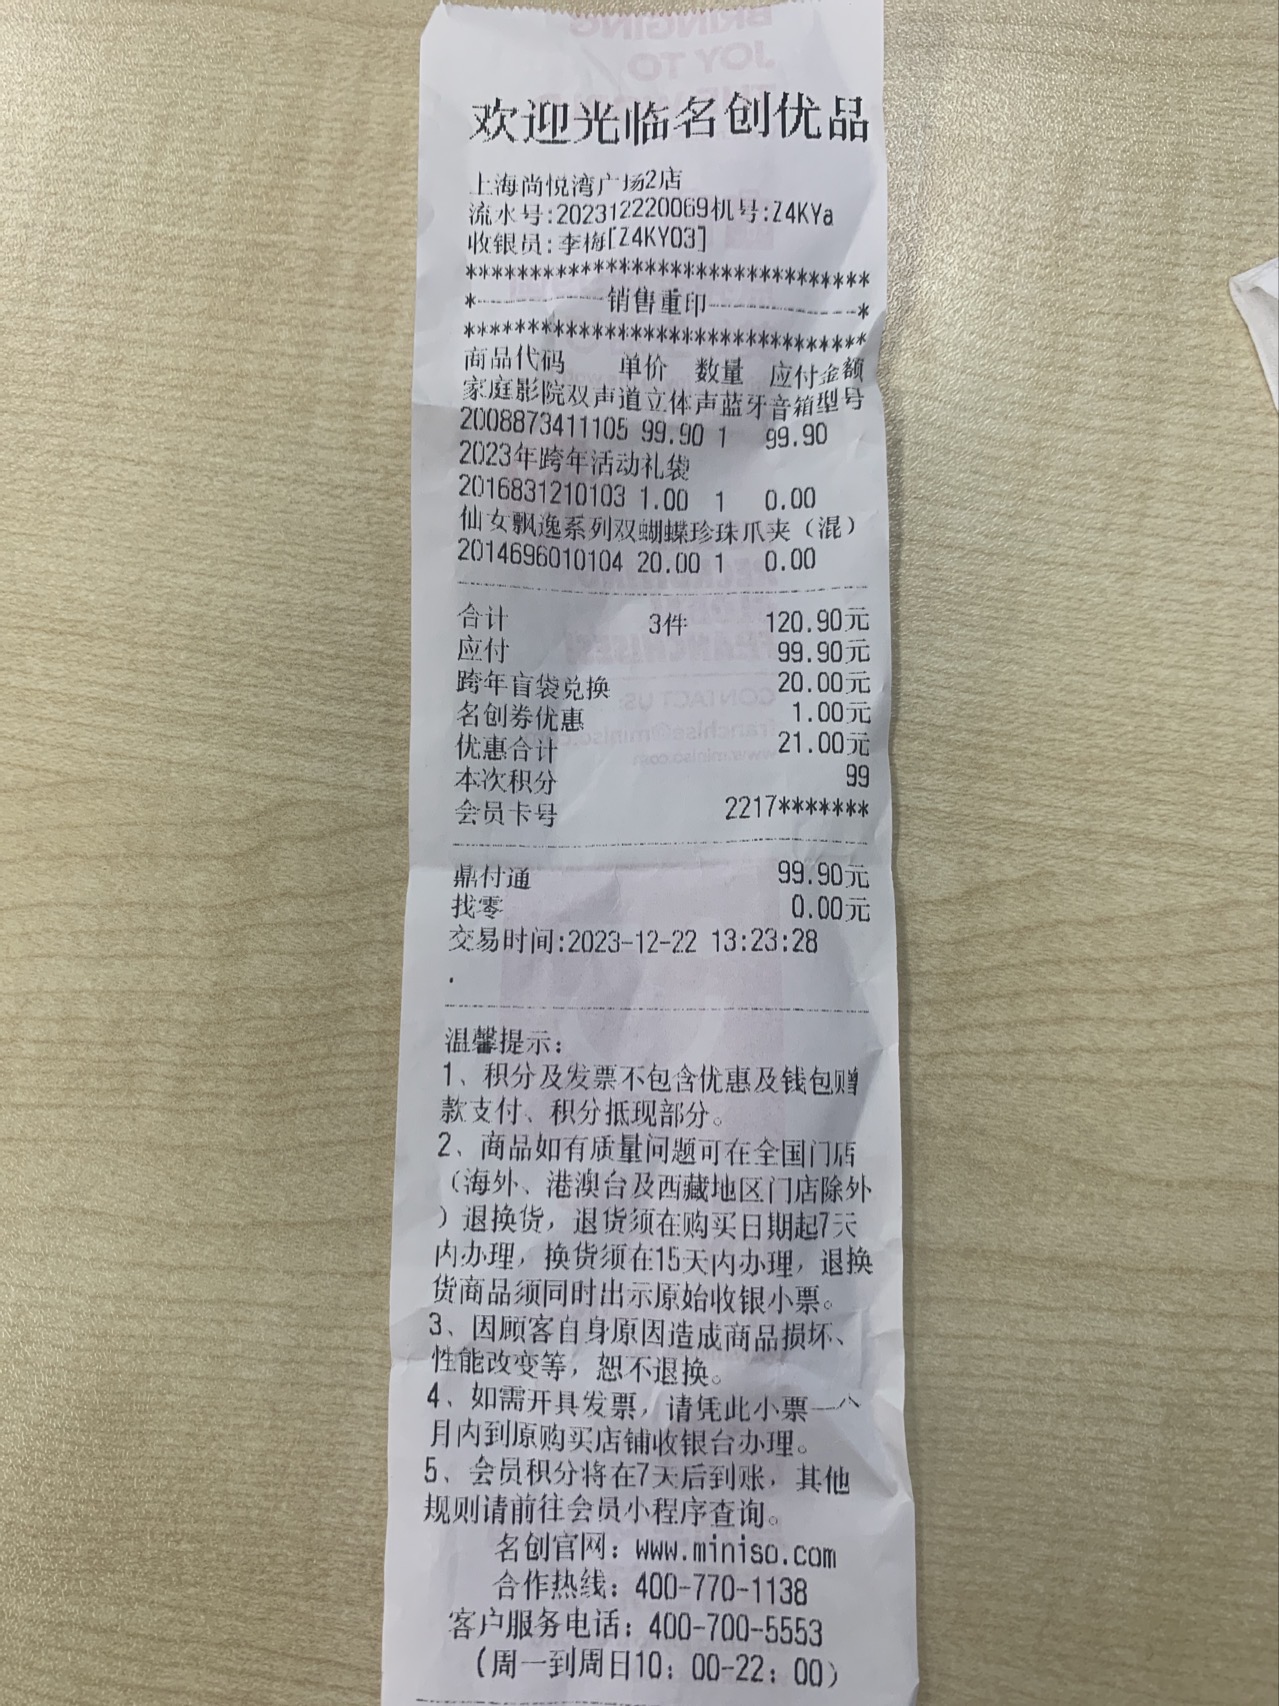 欢迎光临名创优品
上海尚悦湾广场2店
流水号:202312220069机号:Z4KYa
收银员:李梅[Z4KY03]
********************************
*----------销售重印------------*
********************************
商品代码 单价 数量 应付金额
家庭影院双声道立体声蓝牙音箱型号
2008873411105 99.90 1 99.90
2023年跨年活动礼袋
2016831210103 1.00 1 0.00
仙女飘逸系列双蝴蝶珍珠爪夹（混）
2014696010104 20.00 1 0.00
合计 3件 120.90元
应付 99.90元
跨年盲袋兑换 20.00元
名创券优惠 1.00元
优惠合计 21.00元
本次积分 99
会员卡号 2217*******
鼎付通 99.90元
找零 0.00元
交易时间:2023-12-22 13:23:28
.
温馨提示：
1、积分及发票不包含优惠及钱包赠
款支付、积分抵现部分。
2、商品如有质量问题可在全国门店
（海外、港澳台及西藏地区门店除外
）退换货，退货须在购买日期起7天
内办理，换货须在15天内办理，退换
货商品须同时出示原始收银小票。
3、因顾客自身原因造成商品损坏、
性能改变等，恕不退换。
4、如需开具发票，请凭此小票一个
月内到原购买店铺收银台办理。
5、会员积分将在7天后到账，其他
规则请前往会员小程序查询。
名创官网：www.miniso.com
合作热线：400-770-1138
客户服务电话：400-700-5553
(周一到周日10：00-22：00)